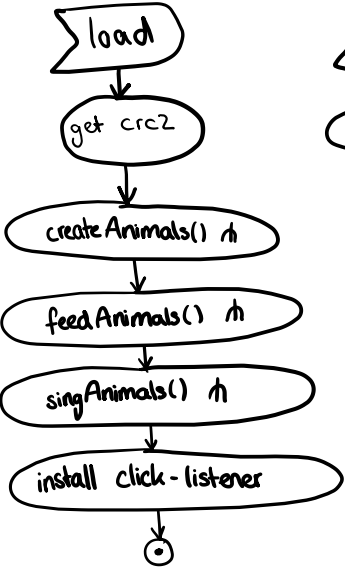 load
get crc2
createAnimals()
feedAnimals()
singAnimals()
install click-listener